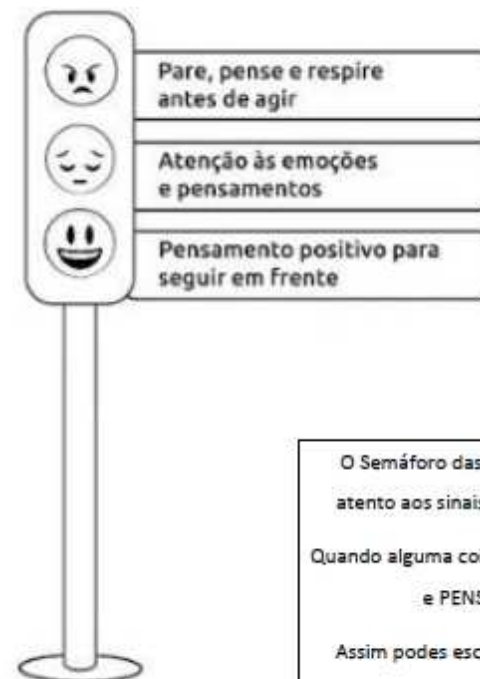 Pare, pense e respire
antes de agir
Atenção às emoções
e pensamentos
Pensamento positivo para
seguir em frente
O Semáforo das
atento aos sinais
Quando alguma coi
e PENS
Assim podes esc